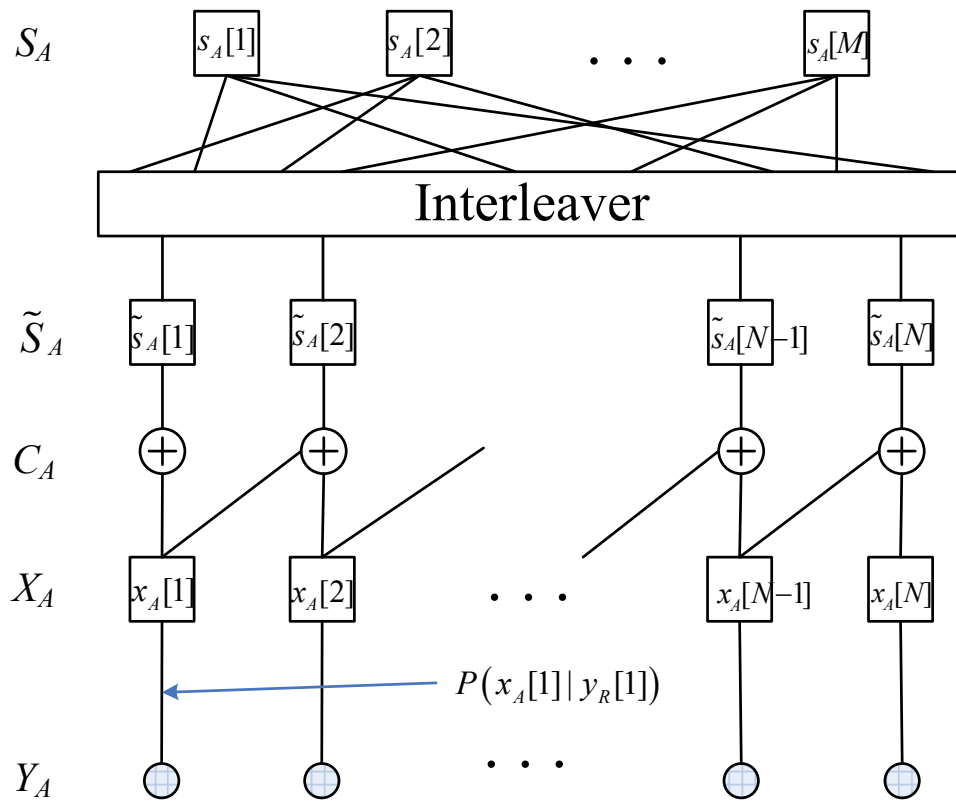 S_A s_A[1] s_A[2] . . . s_A[M]
Interleaver
S̃_A s̃_A[1] s̃_A[2] s̃_A[N−1] s̃_A[N]
C_A + + + +
X_A x_A[1] x_A[2] . . . x_A[N−1] x_A[N]
P(x_A[1] | y_R[1])
Y_A . . .